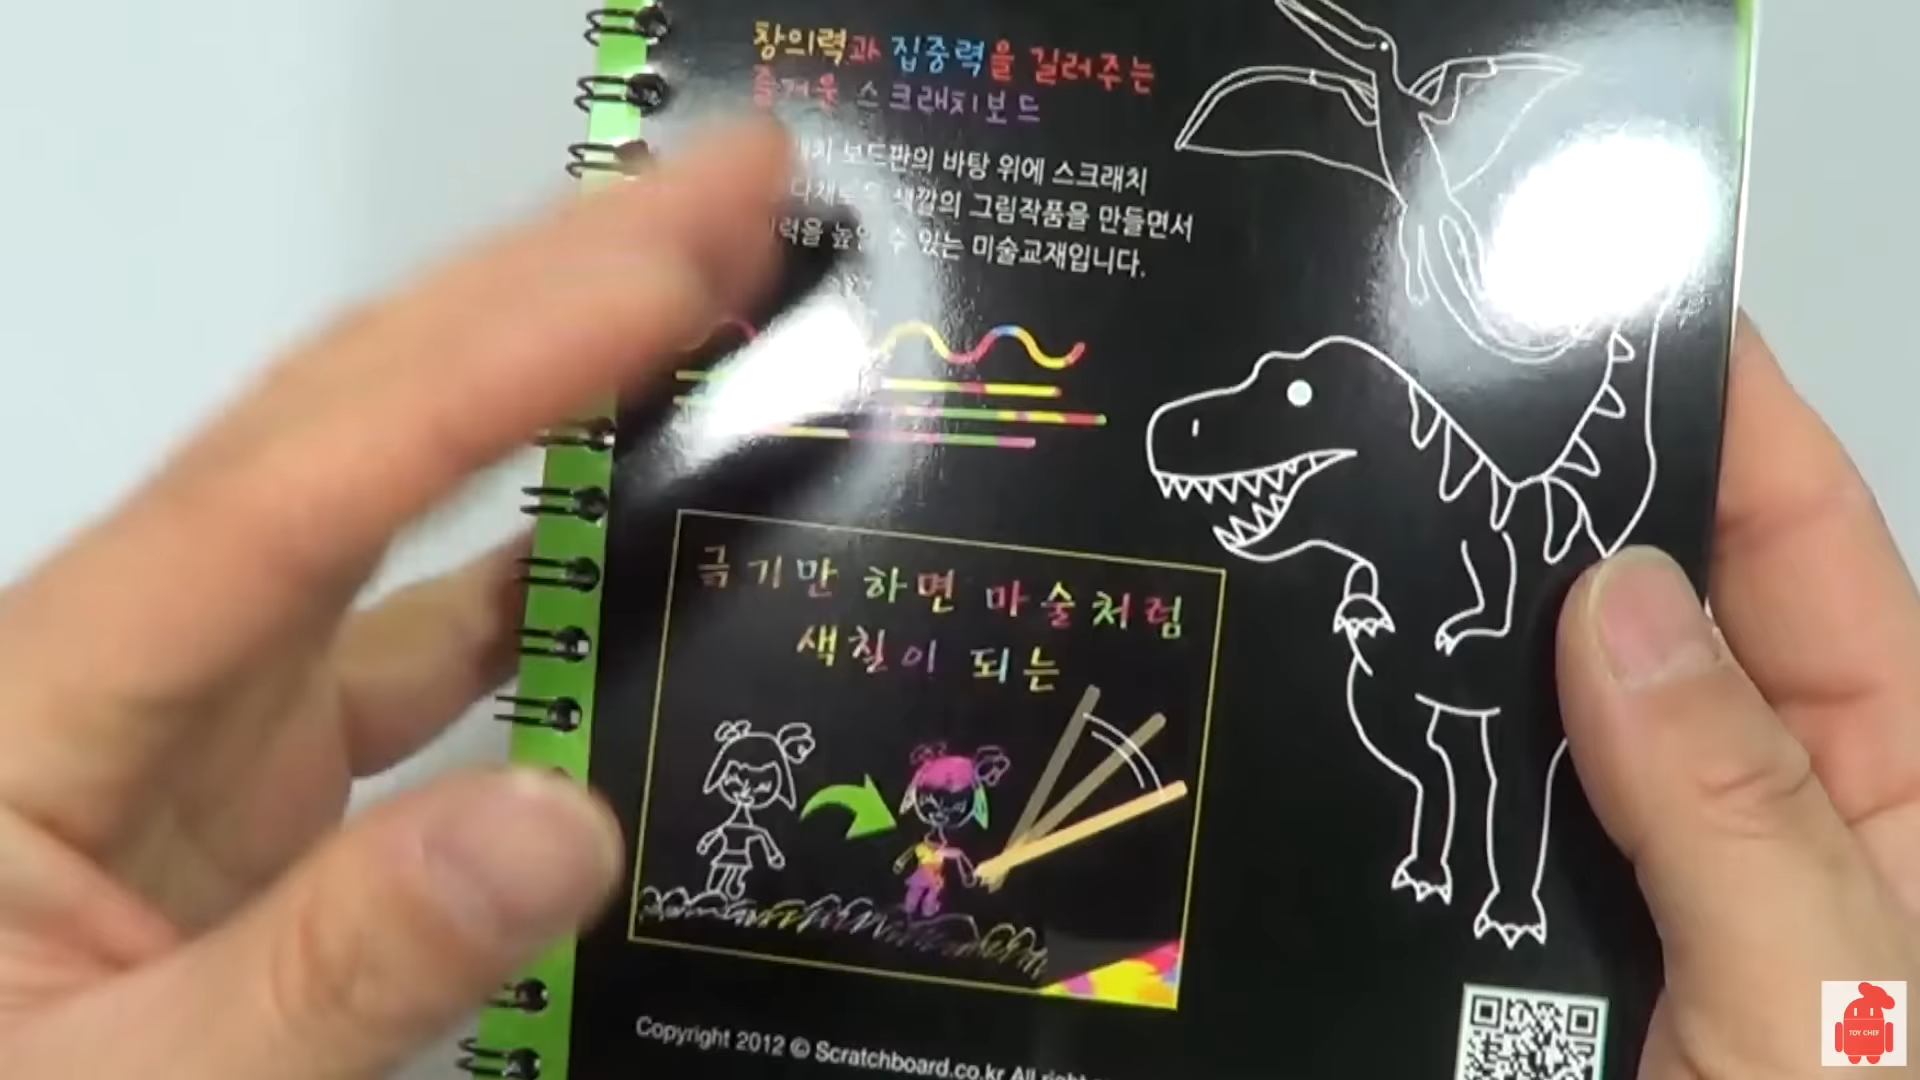 창의력과 집중력을 길러주는
즐거운 스크래치보드
보드판의 바탕 위에 스크래치
색깔의 그림작품을 만들면서
수 있는 미술교재입니다.
긁기만 하면 마술처럼
색칠이 되는
Copyright 2012 © Scratchboard.co.kr All
TOY CHEF